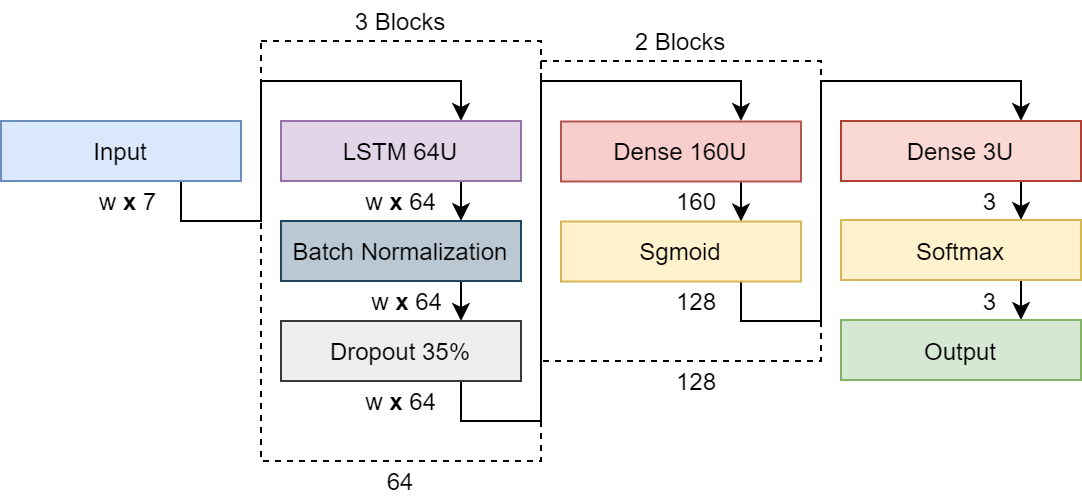 3 Blocks
2 Blocks
Input
w x 7
LSTM 64U
w x 64
Batch Normalization
w x 64
Dropout 35%
w x 64
64
Dense 160U
160
Sgmoid
128
128
Dense 3U
3
Softmax
3
Output